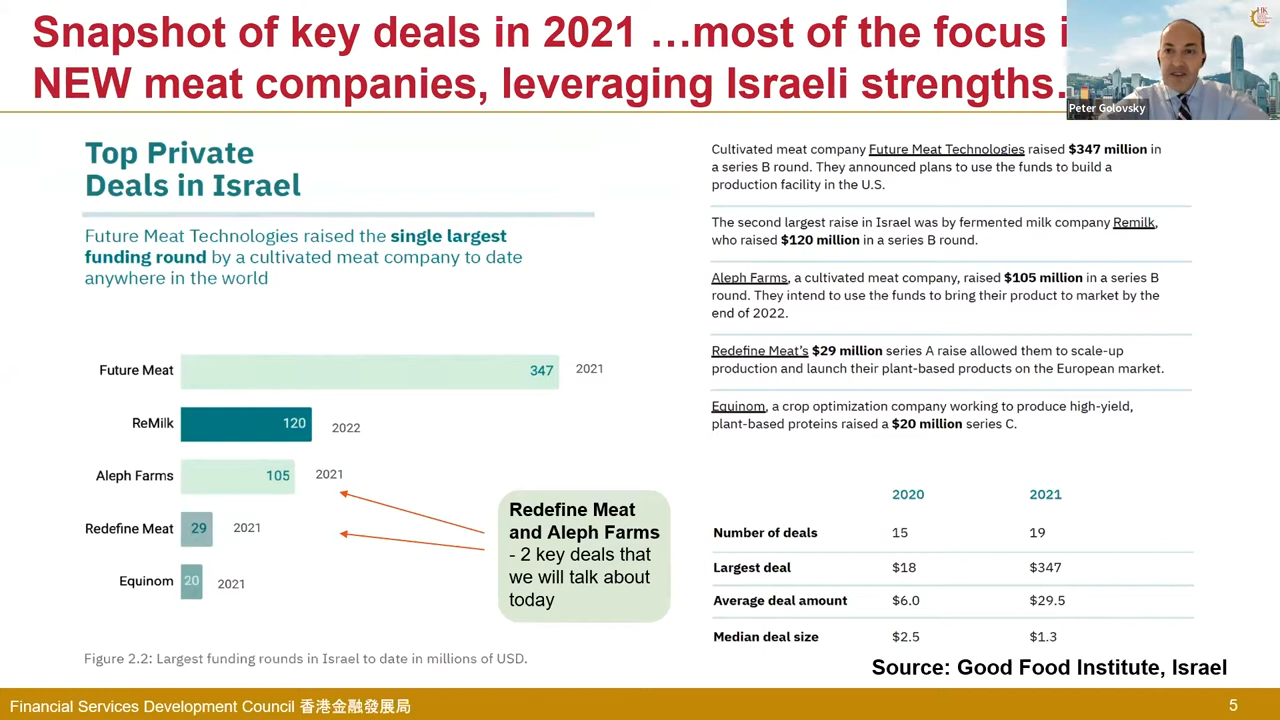 Snapshot of key deals in 2021 …most of the focus i
NEW meat companies, leveraging Israeli strengths.
Peter Golovsky
Top Private
Deals in Israel
Future Meat Technologies raised the single largest
funding round by a cultivated meat company to date
anywhere in the world
Future Meat 347 2021
ReMilk 120 2022
Aleph Farms 105 2021
Redefine Meat 29 2021
Equinom 20 2021
Redefine Meat
and Aleph Farms
- 2 key deals that
we will talk about
today
Figure 2.2: Largest funding rounds in Israel to date in millions of USD.
Cultivated meat company Future Meat Technologies raised $347 million in
a series B round. They announced plans to use the funds to build a
production facility in the U.S.
The second largest raise in Israel was by fermented milk company Remilk,
who raised $120 million in a series B round.
Aleph Farms, a cultivated meat company, raised $105 million in a series B
round. They intend to use the funds to bring their product to market by the
end of 2022.
Redefine Meat's $29 million series A raise allowed them to scale-up
production and launch their plant-based products on the European market.
Equinom, a crop optimization company working to produce high-yield,
plant-based proteins raised a $20 million series C.
2020 2021
Number of deals 15 19
Largest deal $18 $347
Average deal amount $6.0 $29.5
Median deal size $2.5 $1.3
Source: Good Food Institute, Israel
Financial Services Development Council 香港金融發展局
5